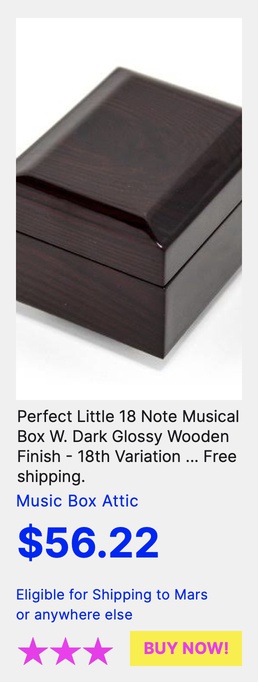 Perfect Little 18 Note Musical
Box W. Dark Glossy Wooden
Finish - 18th Variation ... Free
shipping.
Music Box Attic
$56.22
Eligible for Shipping to Mars
or anywhere else
BUY NOW!